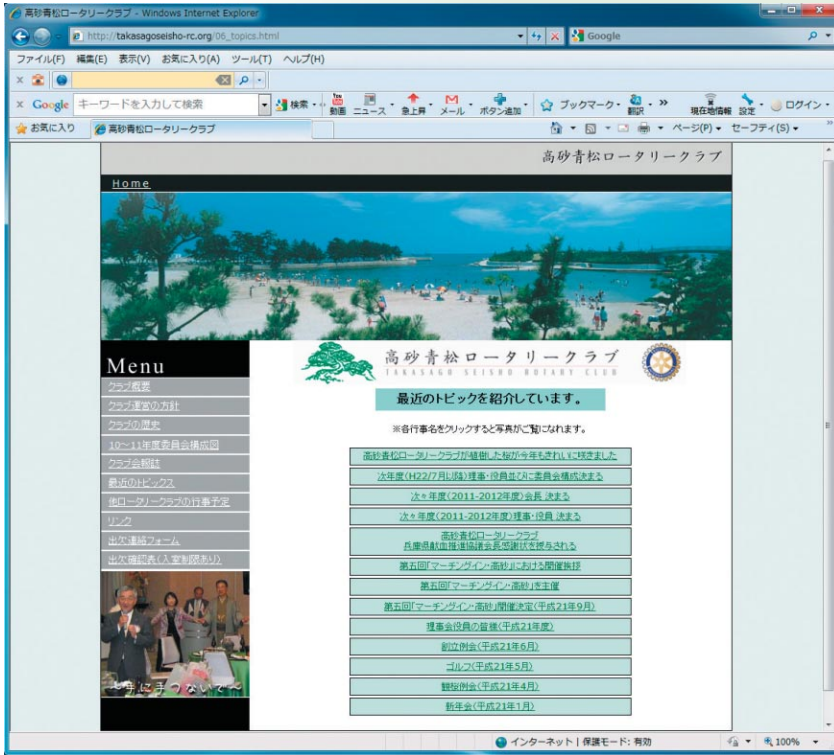 高砂青松ロータリークラブ - Windows Internet Explorer
http://takasagoseisho-rc.org/06_topics.html
Google
ファイル(F) 編集(E) 表示(V) お気に入り(A) ツール(T) ヘルプ(H)
Google キーワードを入力して検索 検索 動画 ニュース 急上昇 メール ボタン追加 ブックマーク 翻訳 現在地情報 設定 ログイン
お気に入り 高砂青松ロータリークラブ ページ(P) セーフティ(S)
高砂青松ロータリークラブ
Home
Menu
クラブ概要
クラブ運営の方針
クラブの歴史
10～11年度委員会構成図
クラブ会報誌
最近のトピックス
他ロータリークラブの行事予定
リンク
出欠連絡フォーム
出欠確認表(入室制限あり)
～手に手つないで～
高砂青松ロータリークラブ
TAKASAGO SEISHO ROTARY CLUB
最近のトピックを紹介しています。
※各行事名をクリックすると写真がご覧になれます。
高砂青松ロータリークラブが植樹した桜が今年もきれいに咲きました
次年度(H22/7月以降)理事・役員並びに委員会構成決まる
次々年度(2011-2012年度)会長 決まる
次々年度(2011-2012年度)理事・役員 決まる
高砂青松ロータリークラブ
兵庫県献血推進協議会長感謝状を授与される
第五回「マーチングイン・高砂」における開催挨拶
第五回「マーチングイン・高砂」を主催
第五回「マーチングイン・高砂」開催決定(平成21年9月)
理事会役員の皆様(平成21年度)
創立例会(平成21年6月)
ゴルフ(平成21年5月)
観桜例会(平成21年4月)
新年会(平成21年1月)
インターネット | 保護モード: 有効
100%